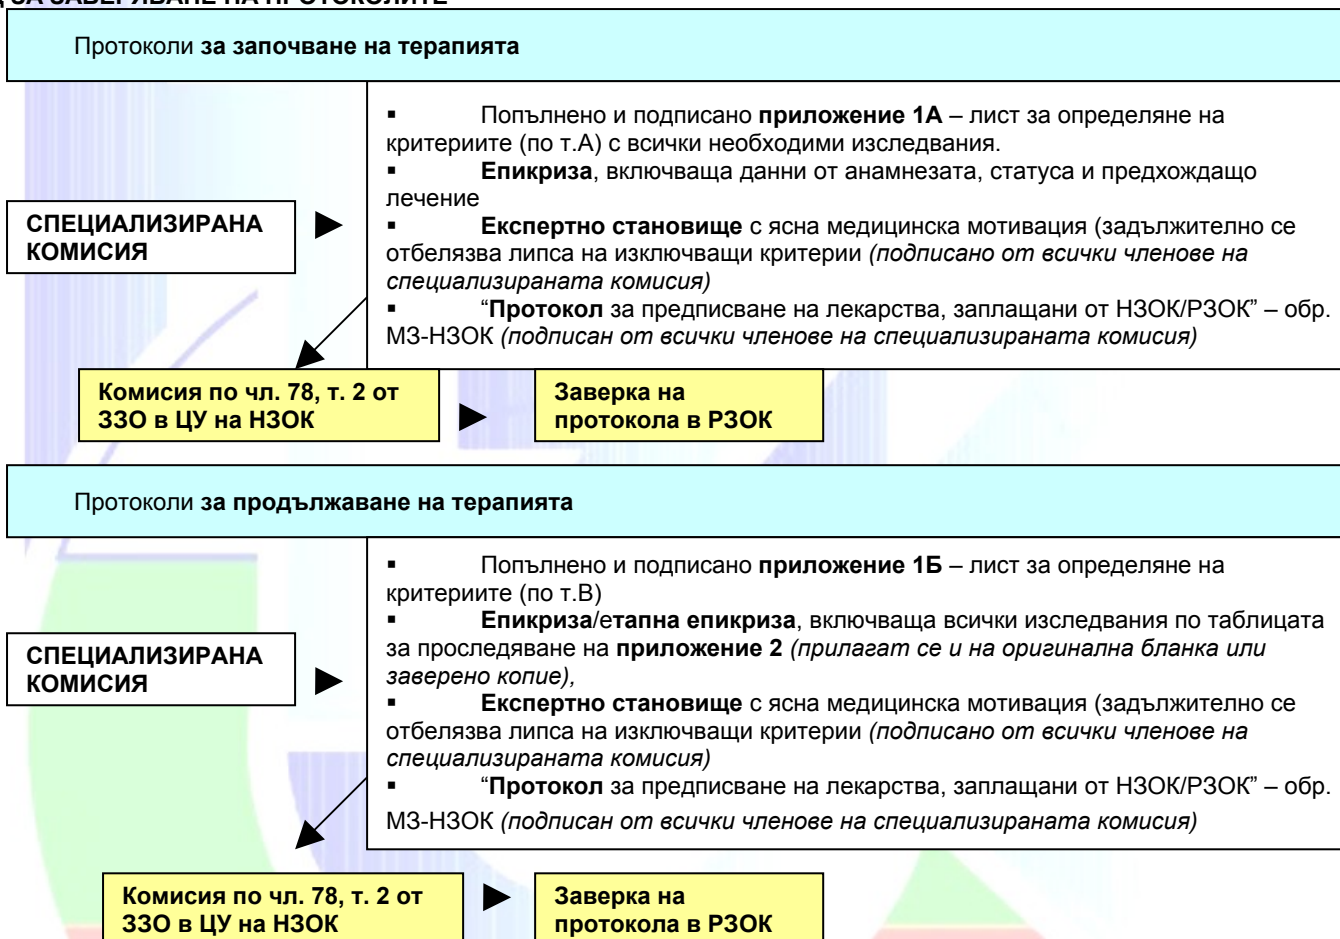 ЗА ЗАВЕРЯВАНЕ НА ПРОТОКОЛИТЕ
Протоколи за започване на терапията
СПЕЦИАЛИЗИРАНА
КОМИСИЯ
▪ Попълнено и подписано приложение 1А – лист за определяне на
критериите (по т.А) с всички необходими изследвания.
▪ Епикриза, включваща данни от анамнезата, статуса и предхождащо
лечение
▪ Експертно становище с ясна медицинска мотивация (задължително се
отбелязва липса на изключващи критерии (подписано от всички членове на
специализираната комисия)
▪ “Протокол за предписване на лекарства, заплащани от НЗОК/РЗОК” – обр.
МЗ-НЗОК (подписан от всички членове на специализираната комисия)
Комисия по чл. 78, т. 2 от
ЗЗО в ЦУ на НЗОК
Заверка на
протокола в РЗОК
Протоколи за продължаване на терапията
СПЕЦИАЛИЗИРАНА
КОМИСИЯ
▪ Попълнено и подписано приложение 1Б – лист за определяне на
критериите (по т.В)
▪ Епикриза/етапна епикриза, включваща всички изследвания по таблицата
за проследяване на приложение 2 (прилагат се и на оригинална бланка или
заверено копие),
▪ Експертно становище с ясна медицинска мотивация (задължително се
отбелязва липса на изключващи критерии (подписано от всички членове на
специализираната комисия)
▪ “Протокол за предписване на лекарства, заплащани от НЗОК/РЗОК” – обр.
МЗ-НЗОК (подписан от всички членове на специализираната комисия)
Комисия по чл. 78, т. 2 от
ЗЗО в ЦУ на НЗОК
Заверка на
протокола в РЗОК